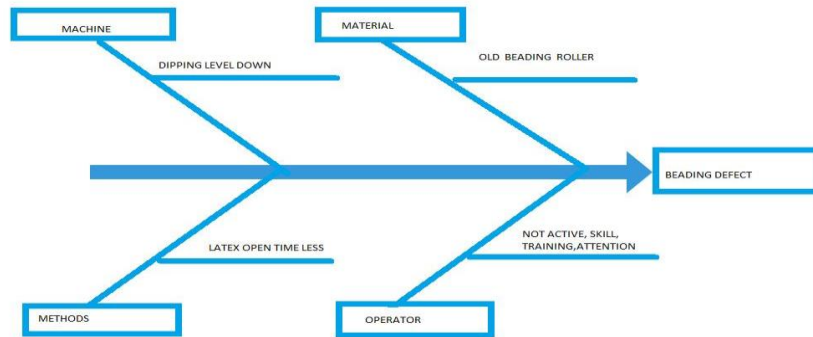 MACHINE
MATERIAL
DIPPING LEVEL DOWN
OLD BEADING ROLLER
BEADING DEFECT
LATEX OPEN TIME LESS
NOT ACTIVE, SKILL,
TRAINING,ATTENTION
METHODS
OPERATOR